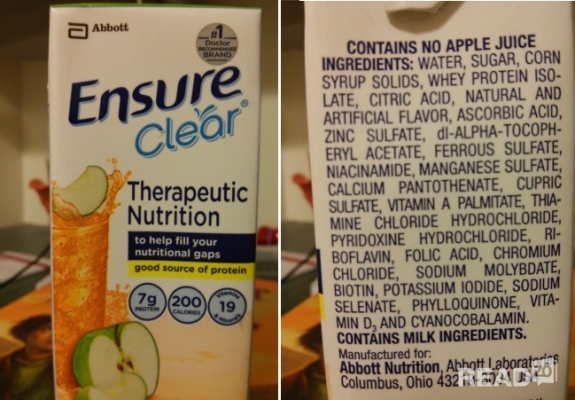 Abbott
#1
Doctor
RECOMMENDED
BRAND
Ensure
Clear®
Therapeutic
Nutrition
to help fill your
nutritional gaps
good source of protein
7g
PROTEIN
200
CALORIES
VITAMIN
19
& Minerals
CONTAINS NO APPLE JUICE
INGREDIENTS: WATER, SUGAR, CORN
SYRUP SOLIDS, WHEY PROTEIN ISO-
LATE, CITRIC ACID, NATURAL AND
ARTIFICIAL FLAVOR, ASCORBIC ACID,
ZINC SULFATE, dl-ALPHA-TOCOPH-
ERYL ACETATE, FERROUS SULFATE,
NIACINAMIDE, MANGANESE SULFATE,
CALCIUM PANTOTHENATE, CUPRIC
SULFATE, VITAMIN A PALMITATE, THIA-
MINE CHLORIDE HYDROCHLORIDE,
PYRIDOXINE HYDROCHLORIDE, RI-
BOFLAVIN, FOLIC ACID, CHROMIUM
CHLORIDE, SODIUM MOLYBDATE,
BIOTIN, POTASSIUM IODIDE, SODIUM
SELENATE, PHYLLOQUINONE, VITA-
MIN D3 AND CYANOCOBALAMIN.
CONTAINS MILK INGREDIENTS.
Manufactured for:
Abbott Nutrition, Abbott Laboratories
Columbus, Ohio USA
READ